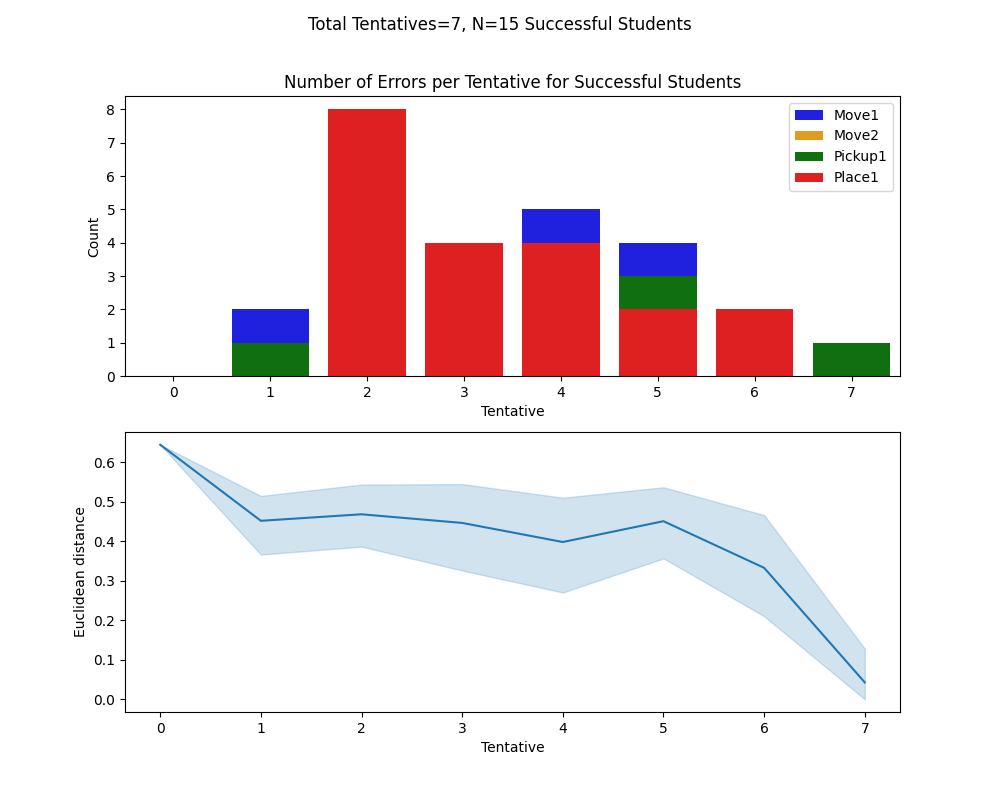 Total Tentatives=7, N=15 Successful Students
Number of Errors per Tentative for Successful Students
8
7
6
5
4
3
2
1
0
Count
Move1
Move2
Pickup1
Place1
0 1 2 3 4 5 6 7
Tentative
0.6
0.5
0.4
0.3
0.2
0.1
0.0
Euclidean distance
0 1 2 3 4 5 6 7
Tentative